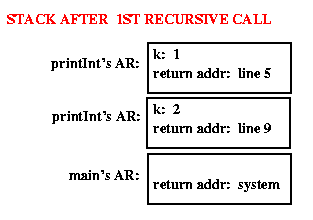 STACK AFTER 1ST RECURSIVE CALL
printInt's AR:
k: 1
return addr: line 5
printInt's AR:
k: 2
return addr: line 9
main's AR:
return addr: system